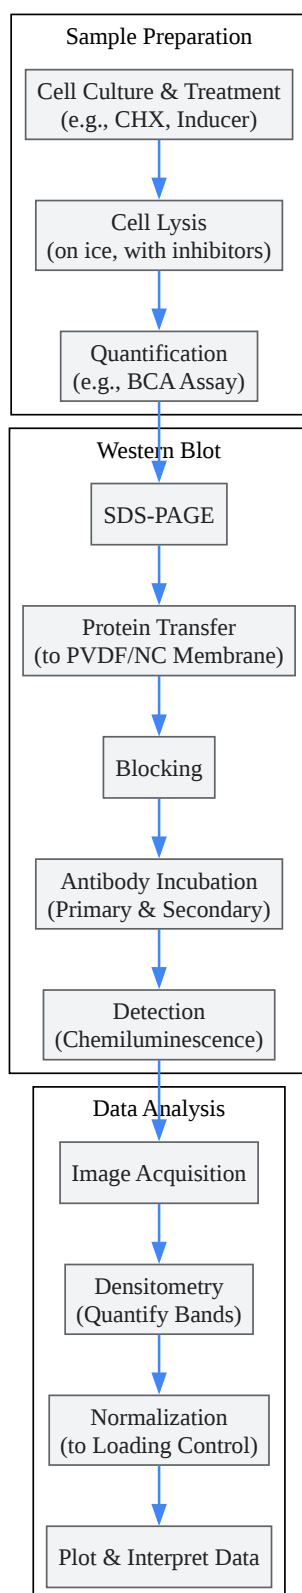 Sample Preparation
Cell Culture & Treatment
(e.g., CHX, Inducer)
Cell Lysis
(on ice, with inhibitors)
Quantification
(e.g., BCA Assay)
Western Blot
SDS-PAGE
Protein Transfer
(to PVDF/NC Membrane)
Blocking
Antibody Incubation
(Primary & Secondary)
Detection
(Chemiluminescence)
Data Analysis
Image Acquisition
Densitometry
(Quantify Bands)
Normalization
(to Loading Control)
Plot & Interpret Data